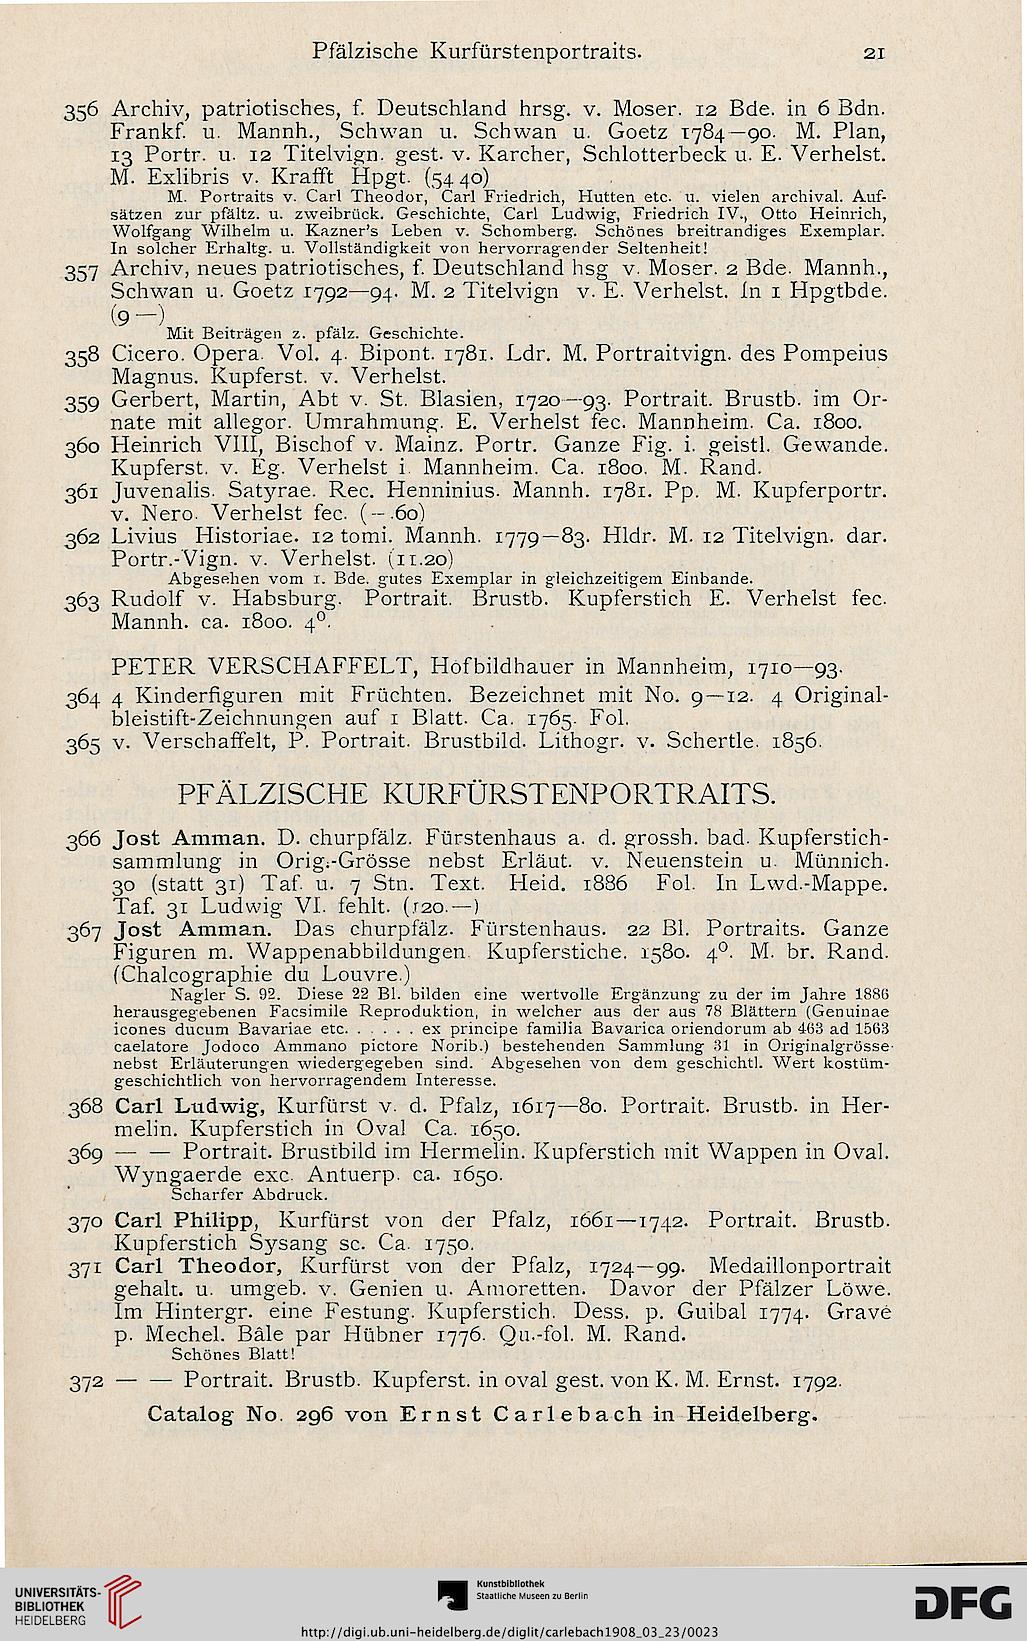 Pfälzische Kurfürstenportraits. 21
356 Archiv, patriotisches, f. Deutschland hrsg. v. Moser. 12 Bde. in 6 Bdn.
Frankf. u. Mannh., Schwan u. Schwan u. Goetz 1784—90. M. Plan,
13 Portr. u. 12 Titelvign. gest. v. Karcher, Schlotterbeck u. E. Verhelst.
M. Exlibris v. Krafft Hpgt. (54 40)
M. Portraits v. Carl Theodor, Carl Friedrich, Hutten etc. u. vielen archival. Auf-
sätzen zur pfältz. u. zweibrück. Geschichte, Carl Ludwig, Friedrich IV., Otto Heinrich,
Wolfgang Wilhelm u. Kazner's Leben v. Schomberg. Schönes breitrandiges Exemplar.
In solcher Erhaltg. u. Vollständigkeit von hervorragender Seltenheit!
357 Archiv, neues patriotisches, f. Deutschland hsg v. Moser. 2 Bde. Mannh.,
Schwan u. Goetz 1792—94. M. 2 Titelvign v. E. Verhelst. In 1 Hpgtbde.
(9 —)
Mit Beiträgen z. pfälz. Geschichte.
358 Cicero. Opera. Vol. 4. Bipont. 1781. Ldr. M. Portraitvign. des Pompeius
Magnus. Kupferst. v. Verhelst.
359 Gerbert, Martin, Abt v. St. Blasien, 1720—93. Portrait. Brustb. im Or-
nate mit allegor. Umrahmung. E. Verhelst fec. Mannheim. Ca. 1800.
360 Heinrich VIII, Bischof v. Mainz. Portr. Ganze Fig. i. geistl. Gewande.
Kupferst. v. Eg. Verhelst i Mannheim. Ca. 1800. M. Rand.
361 Juvenalis. Satyrae. Rec. Henninius. Mannh. 1781. Pp. M. Kupferportr.
v. Nero. Verhelst fec. (—.60)
362 Livius Historiae. 12 tomi. Mannh. 1779—83. Hldr. M. 12 Titelvign. dar.
Portr.-Vign. v. Verhelst. (11.20)
Abgesehen vom 1. Bde. gutes Exemplar in gleichzeitigem Einbande.
363 Rudolf v. Habsburg. Portrait. Brustb. Kupferstich E. Verhelst fec.
Mannh. ca. 1800. 4⁰.
PETER VERSCHAFFELT, Hofbildhauer in Mannheim, 1710—93.
364 4 Kinderfiguren mit Früchten. Bezeichnet mit No. 9—12. 4 Original-
bleistift-Zeichnungen auf 1 Blatt. Ca. 1765. Fol.
365 v. Verschaffelt, P. Portrait. Brustbild. Lithogr. v. Schertle. 1856.
PFÄLZISCHE KURFÜRSTENPORTRAITS.
366 Jost Amman. D. churpfälz. Fürstenhaus a. d. grossh. bad. Kupferstich-
sammlung in Orig.-Grösse nebst Erläut. v. Neuenstein u. Münnich.
30 (statt 31) Taf. u. 7 Stn. Text. Heid. 1886 Fol. In Lwd.-Mappe.
Taf. 31 Ludwig VI. fehlt. (120.—)
367 Jost Amman. Das churpfälz. Fürstenhaus. 22 Bl. Portraits. Ganze
Figuren m. Wappenabbildungen. Kupferstiche. 1580. 4⁰. M. br. Rand.
(Chalcographie du Louvre.)
Nagler S. 92. Diese 22 Bl. bilden eine wertvolle Ergänzung zu der im Jahre 1886
herausgegebenen Facsimile Reproduktion, in welcher aus der aus 78 Blättern (Genuinae
icones ducum Bavariae etc. . . . . . ex principe familia Bavarica oriendorum ab 463 ad 1563
caelatore Jodoco Ammano pictore Norib.) bestehenden Sammlung 31 in Originalgrösse
nebst Erläuterungen wiedergegeben sind. Abgesehen von dem geschichtl. Wert kostüm-
geschichtlich von hervorragendem Interesse.
368 Carl Ludwig, Kurfürst v. d. Pfalz, 1617—80. Portrait. Brustb. in Her-
melin. Kupferstich in Oval Ca. 1650.
369 — — Portrait. Brustbild im Hermelin. Kupferstich mit Wappen in Oval.
Wyngaerde exc. Antuerp. ca. 1650.
Scharfer Abdruck.
370 Carl Philipp, Kurfürst von der Pfalz, 1661—1742. Portrait. Brustb.
Kupferstich Sysang sc. Ca. 1750.
371 Carl Theodor, Kurfürst von der Pfalz, 1724—99. Medaillonportrait
gehalt. u. umgeb. v. Genien u. Amoretten. Davor der Pfälzer Löwe.
Im Hintergr. eine Festung. Kupferstich. Dess. p. Guibal 1774. Gravé
p. Mechel. Bâle par Hübner 1776. Qu.-fol. M. Rand.
Schönes Blatt!
372 — — Portrait. Brustb. Kupferst. in oval gest. von K. M. Ernst. 1792.
Catalog No. 296 von Ernst Carlebach in Heidelberg.
UNIVERSITÄTS-
BIBLIOTHEK
HEIDELBERG
Kunstbibliothek
Staatliche Museen zu Berlin
DFG
http://digi.ub.uni-heidelberg.de/diglit/carlebach1908_03_23/0023